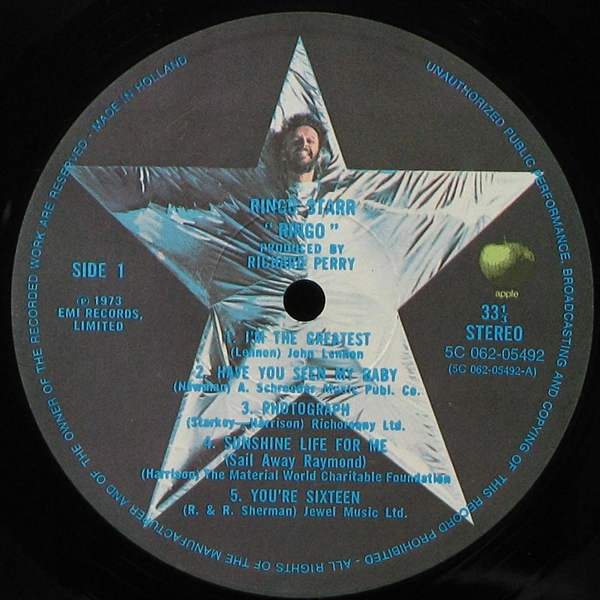 UNAUTHORIZED PUBLIC PERFORMANCE, BROADCASTING AND COPYING OF THIS RECORD PROHIBITED - ALL RIGHTS OF THE MANUFACTURER AND OF THE OWNER OF THE RECORDED WORK ARE RESERVED - MADE IN HOLLAND
RINGO STARR
"RINGO"
PRODUCED BY
RICHARD PERRY
SIDE 1
℗ 1973
EMI RECORDS,
LIMITED
apple
33⅓
STEREO
5C 062-05492
(5C 062-05492-A)
1. I'M THE GREATEST
(Lennon) John Lennon
2. HAVE YOU SEEN MY BABY
(Newman) A. Schroeder Music Publ. Co.
3. PHOTOGRAPH
(Starkey - Harrison) Richoroony Ltd.
4. SUNSHINE LIFE FOR ME
(Sail Away Raymond)
(Harrison) The Material World Charitable Foundation
5. YOU'RE SIXTEEN
(R. & R. Sherman) Jewel Music Ltd.